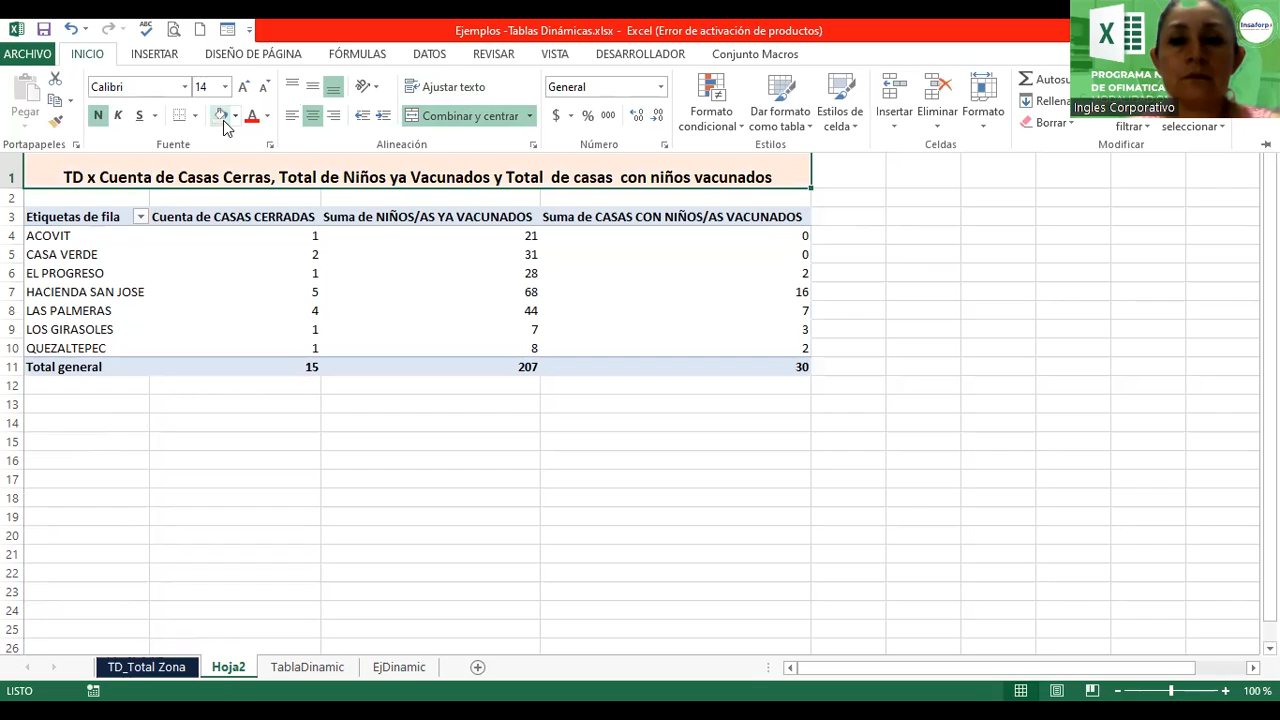 Ejemplos -Tablas Dinámicas.xlsx - Excel (Error de activación de productos)
ARCHIVO INICIO INSERTAR DISEÑO DE PÁGINA FÓRMULAS DATOS REVISAR VISTA DESARROLLADOR Conjunto Macros
Pegar
Calibri 14
N K S A
Ajustar texto
Combinar y centrar
General
$ % 000
Formato condicional
Dar formato como tabla
Estilos de celda
Insertar Eliminar Formato
Autosu
Rellena
Borrar
filtrar seleccionar
Portapapeles Fuente Alineación Número Estilos Celdas Modificar
Insaforp
PROGRAMA N
DE OFIMATICA
Ingles Corporativo
1 TD x Cuenta de Casas Cerras, Total de Niños ya Vacunados y Total de casas con niños vacunados
2
3 Etiquetas de fila Cuenta de CASAS CERRADAS Suma de NIÑOS/AS YA VACUNADOS Suma de CASAS CON NIÑOS/AS VACUNADOS
4 ACOVIT 1 21 0
5 CASA VERDE 2 31 0
6 EL PROGRESO 1 28 2
7 HACIENDA SAN JOSE 5 68 16
8 LAS PALMERAS 4 44 7
9 LOS GIRASOLES 1 7 3
10 QUEZALTEPEC 1 8 2
11 Total general 15 207 30
12
13
14
15
16
17
18
19
20
21
22
23
24
25
26
TD_Total Zona Hoja2 TablaDinamic EjDinamic
LISTO 100 %